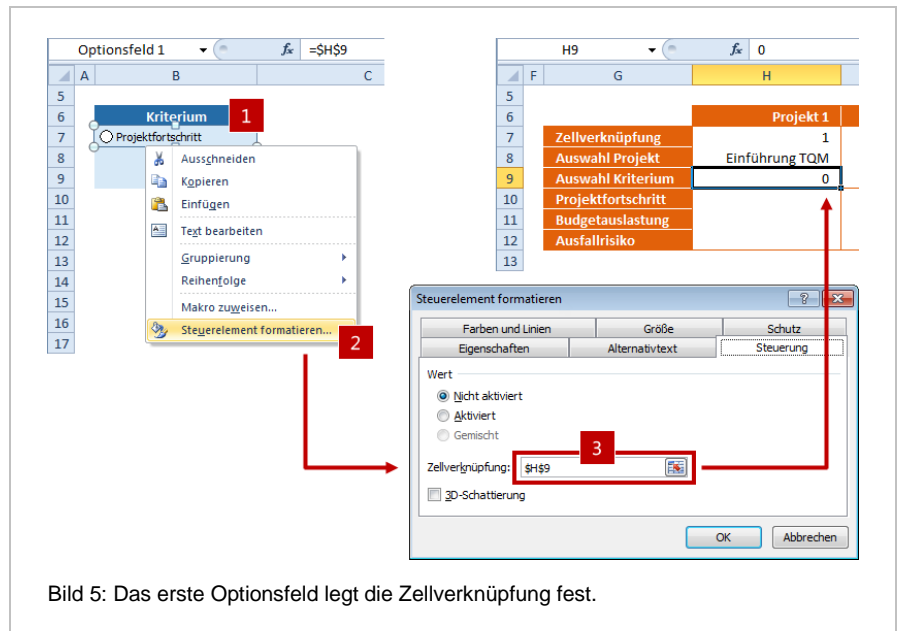 Optionsfeld 1 fx =$H$9
A B C
5
6 Kriterium 1
7 Projektfortschritt
8 Ausschneiden
9 Kopieren
10 Einfügen
11 Text bearbeiten
12
13 Gruppierung
14 Reihenfolge
15 Makro zuweisen...
16 Steuerelement formatieren... 2
17
H9 fx 0
F G H
5
6 Projekt 1
7 Zellverknüpfung 1
8 Auswahl Projekt Einführung TQM
9 Auswahl Kriterium 0
10 Projektfortschritt
11 Budgetauslastung
12 Ausfallrisiko
13
Steuerelement formatieren ? X
Farben und Linien Größe Schutz
Eigenschaften Alternativtext Steuerung
Wert
Nicht aktiviert
Aktiviert
Gemischt
3
Zellverknüpfung: $H$9
3D-Schattierung
OK Abbrechen
Bild 5: Das erste Optionsfeld legt die Zellverknüpfung fest.